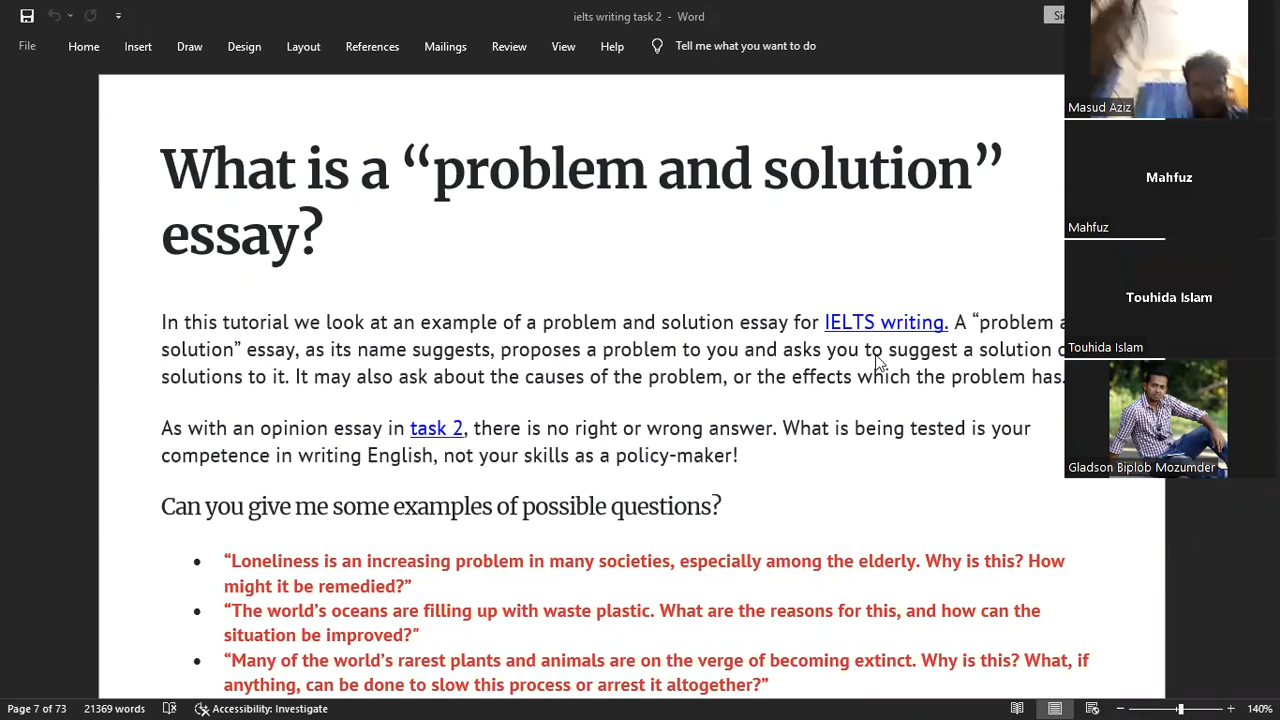 ielts writing task 2 - Word
File Home Insert Draw Design Layout References Mailings Review View Help Tell me what you want to do
What is a “problem and solution”
essay?
In this tutorial we look at an example of a problem and solution essay for IELTS writing. A “problem
solution” essay, as its name suggests, proposes a problem to you and asks you to suggest a solution
solutions to it. It may also ask about the causes of the problem, or the effects which the problem has.
As with an opinion essay in task 2, there is no right or wrong answer. What is being tested is your
competence in writing English, not your skills as a policy-maker!
Can you give me some examples of possible questions?
• “Loneliness is an increasing problem in many societies, especially among the elderly. Why is this? How
might it be remedied?”
• “The world’s oceans are filling up with waste plastic. What are the reasons for this, and how can the
situation be improved?"
• “Many of the world’s rarest plants and animals are on the verge of becoming extinct. Why is this? What, if
anything, can be done to slow this process or arrest it altogether?”
Masud Aziz
Mahfuz
Mahfuz
Touhida Islam
Touhida Islam
Gladson Biplob Mozumder
Page 7 of 73 21369 words Accessibility: Investigate 140%